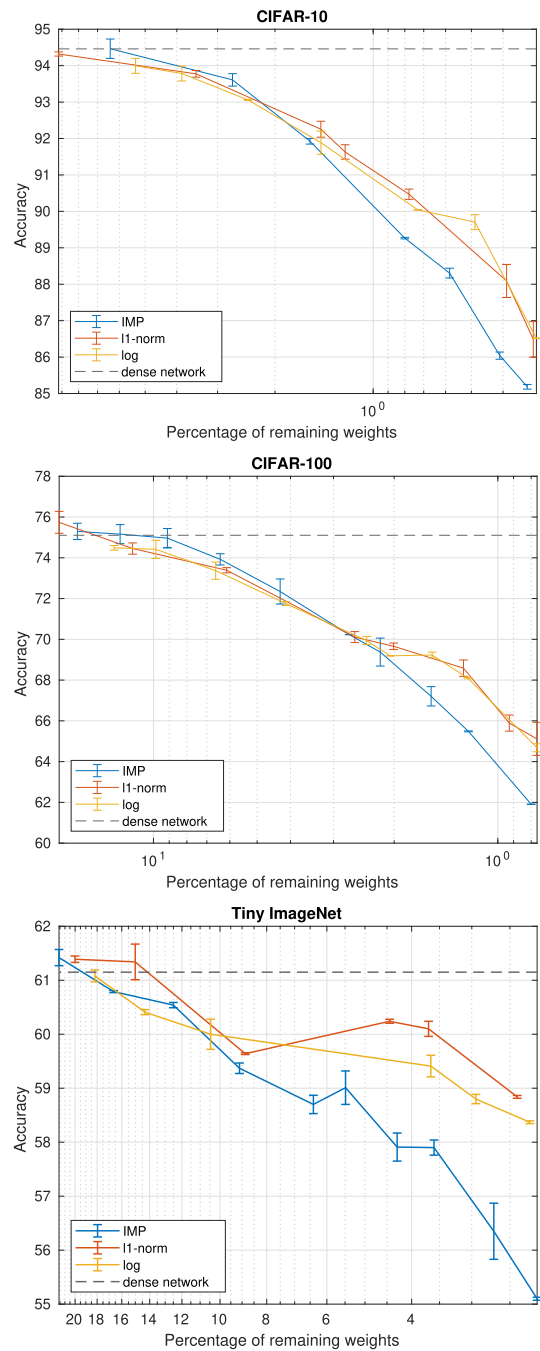 CIFAR-10
95
94
93
92
91
90
89
88
87
86
85
Accuracy
IMP
l1-norm
log
dense network
10^0
Percentage of remaining weights
CIFAR-100
78
76
74
72
70
68
66
64
62
60
Accuracy
IMP
l1-norm
log
dense network
10^1 10^0
Percentage of remaining weights
Tiny ImageNet
62
61
60
59
58
57
56
55
Accuracy
IMP
l1-norm
log
dense network
20 18 16 14 12 10 8 6 4
Percentage of remaining weights